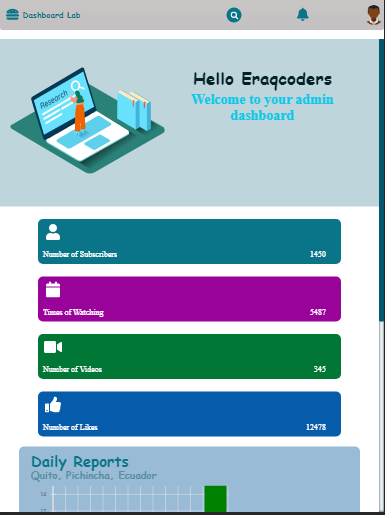 Dashboard Lab
Research
Hello Eraqcoders
Welcome to your admin
dashboard
Number of Subscribers 1450
Times of Watching 5487
Number of Videos 345
Number of Likes 12478
Daily Reports
Quito, Pichincha, Ecuador
14